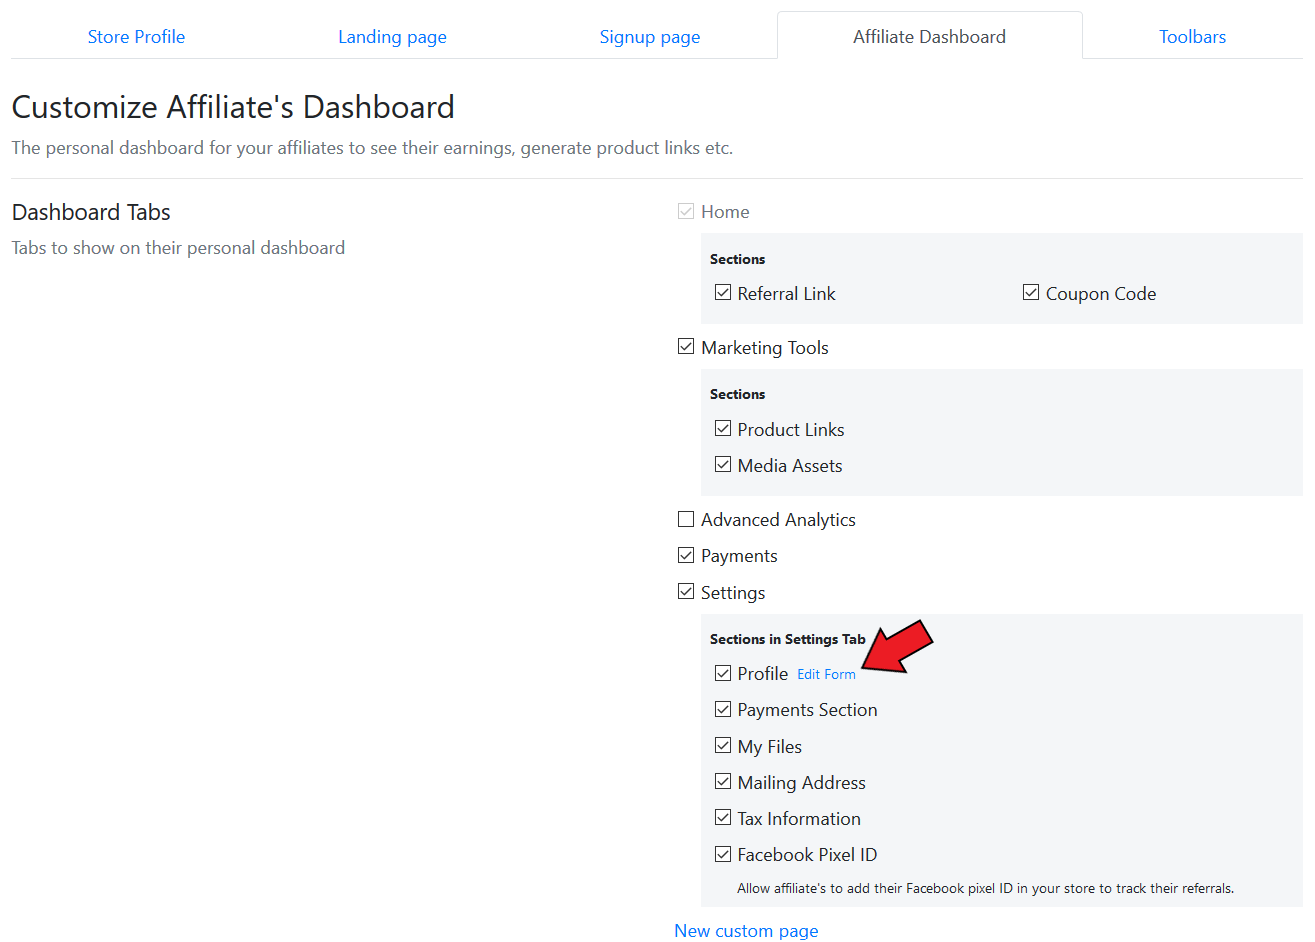 Store Profile
Landing page
Signup page
Affiliate Dashboard
Toolbars
Customize Affiliate's Dashboard
The personal dashboard for your affiliates to see their earnings, generate product links etc.
Dashboard Tabs
Tabs to show on their personal dashboard
Home
Sections
Referral Link
Coupon Code
Marketing Tools
Sections
Product Links
Media Assets
Advanced Analytics
Payments
Settings
Sections in Settings Tab
Profile Edit Form
Payments Section
My Files
Mailing Address
Tax Information
Facebook Pixel ID
Allow affiliate's to add their Facebook pixel ID in your store to track their referrals.
New custom page